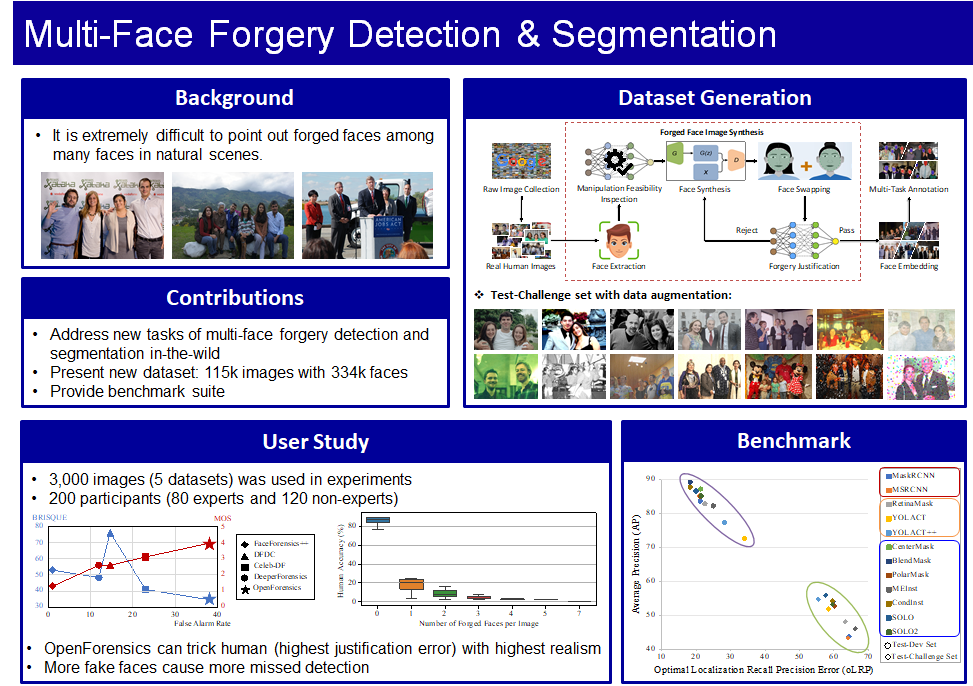 Multi-Face Forgery Detection & Segmentation
Background
• It is extremely difficult to point out forged faces among
many faces in natural scenes.
AMERICAN
JOBS ACT
Contributions
• Address new tasks of multi-face forgery detection and
segmentation in-the-wild
• Present new dataset: 115k images with 334k faces
• Provide benchmark suite
Dataset Generation
Forged Face Image Synthesis
Google
G
G(z)
X
D
Raw Image Collection
Manipulation Feasibility
Inspection
Face Synthesis
Face Swapping
Multi-Task Annotation
Reject
Pass
Real Human Images
Face Extraction
Forgery Justification
Face Embedding
❖ Test-Challenge set with data augmentation:
User Study
• 3,000 images (5 datasets) was used in experiments
• 200 participants (80 experts and 120 non-experts)
BRISQUE
MOS
80
70
60
50
40
30
5
4
3
2
1
0
0
10
20
30
40
False Alarm Rate
FaceForensics++
DFDC
Celeb-DF
DeeperForensics
OpenForensics
Human Accuracy (%)
80
60
40
20
0
0
1
2
3
4
5
7
Number of Forged Faces per Image
• OpenForensics can trick human (highest justification error) with highest realism
• More fake faces cause more missed detection
Benchmark
Average Precision (AP)
90
80
70
60
50
40
10
20
30
40
50
60
70
Optimal Localization Recall Precision Error (oLRP)
MaskRCNN
MSRCNN
RetinaMask
YOLACT
YOLACT++
CenterMask
BlendMask
PolarMask
MEInst
CondInst
SOLO
SOLO2
Test-Dev Set
Test-Challenge Set